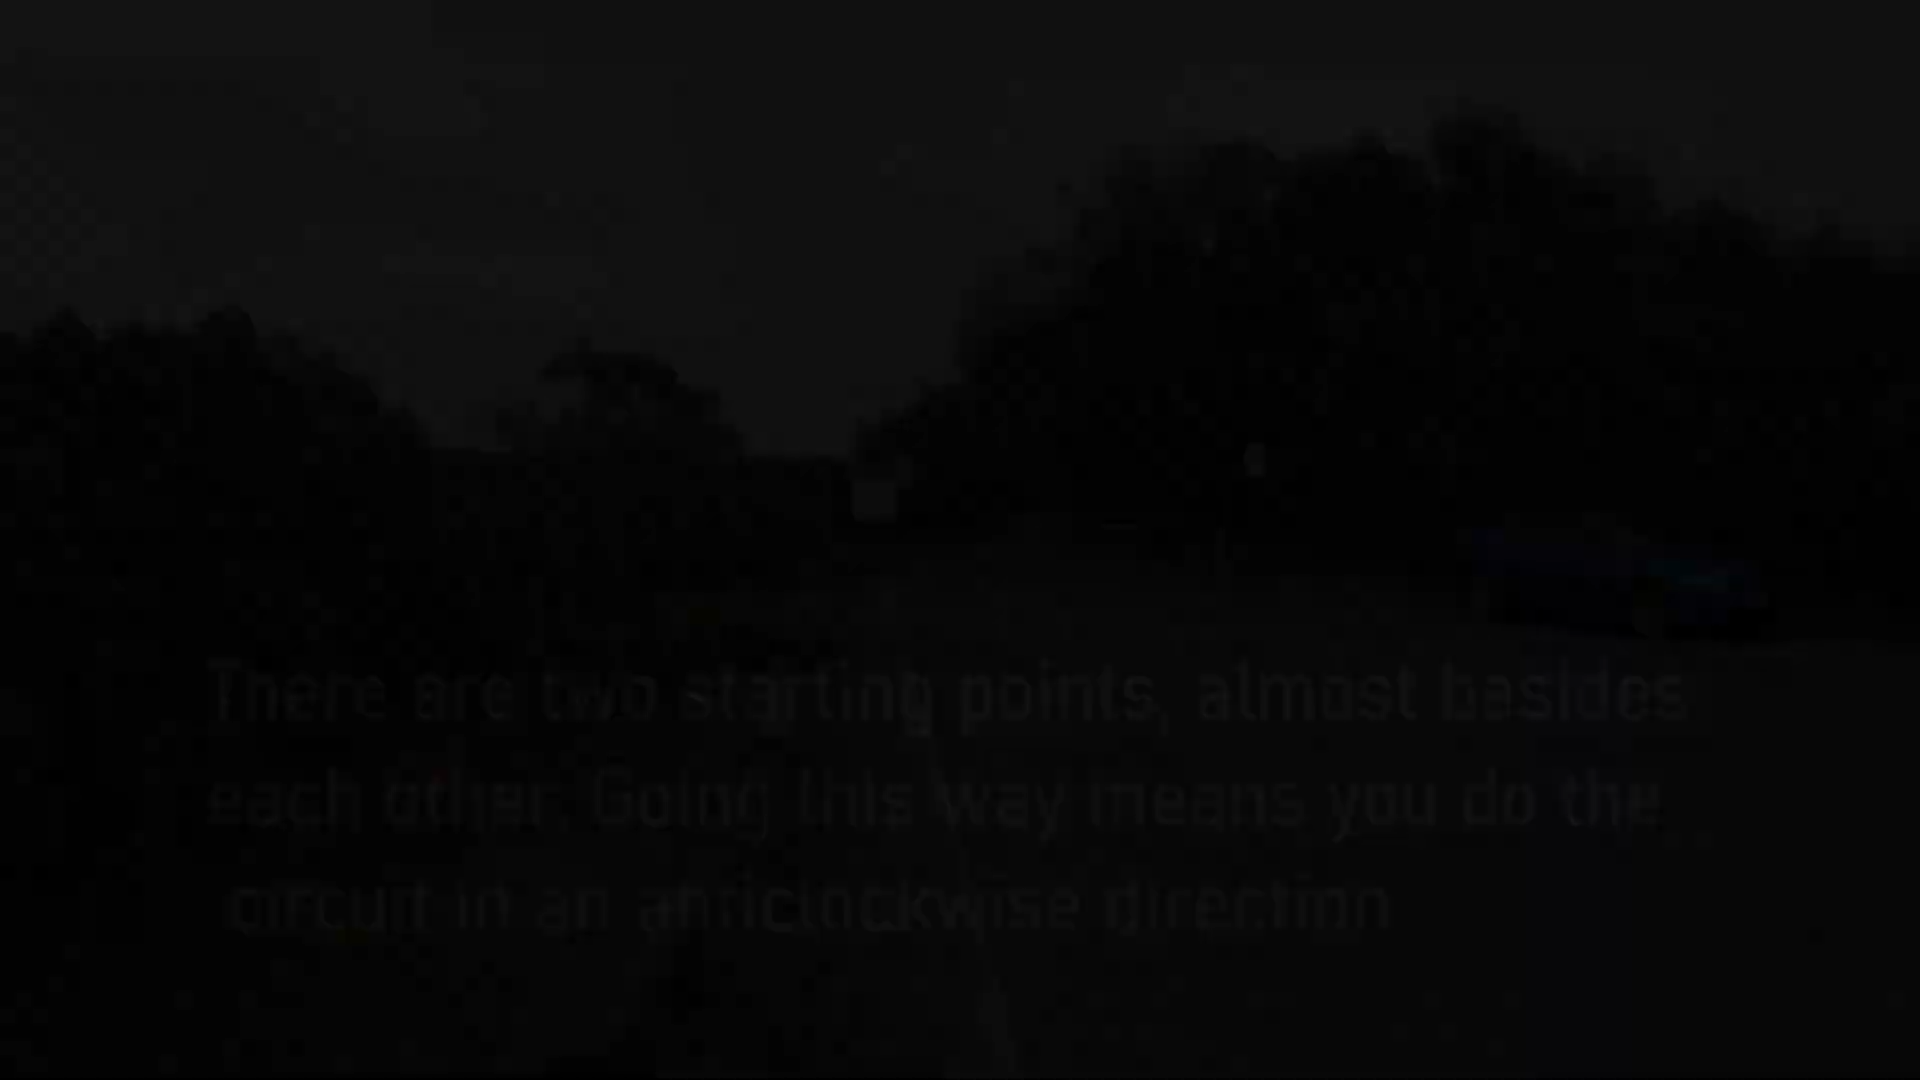 There are two starting points, almost besides
each other. Going this way means you do the
circuit in an anticlockwise direction